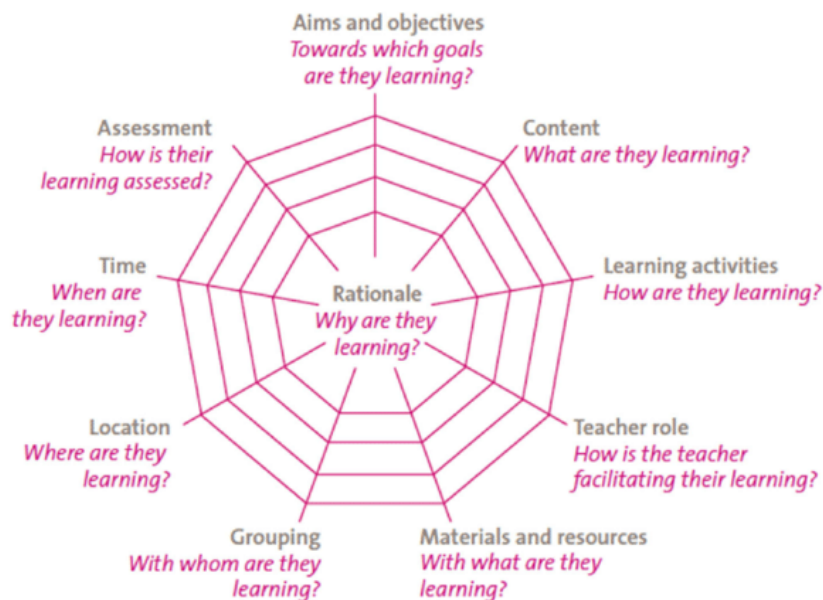 Aims and objectives
Towards which goals
are they learning?
Content
What are they learning?
Learning activities
How are they learning?
Teacher role
How is the teacher
facilitating their learning?
Materials and resources
With what are they
learning?
Grouping
With whom are they
learning?
Location
Where are they
learning?
Time
When are
they learning?
Assessment
How is their
learning assessed?
Rationale
Why are they
learning?